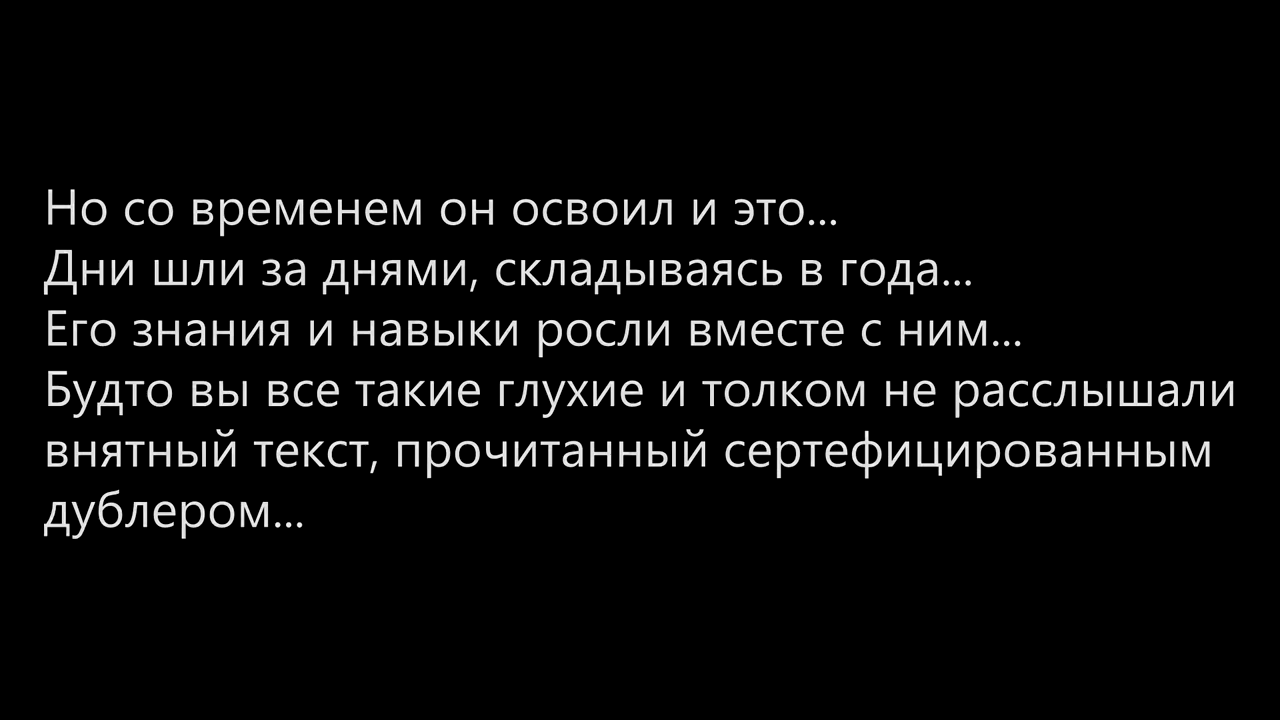 Но со временем он освоил и это...
Дни шли за днями, складываясь в года...
Его знания и навыки росли вместе с ним...
Будто вы все такие глухие и толком не расслышали
внятный текст, прочитанный сертефицированным
дублером...